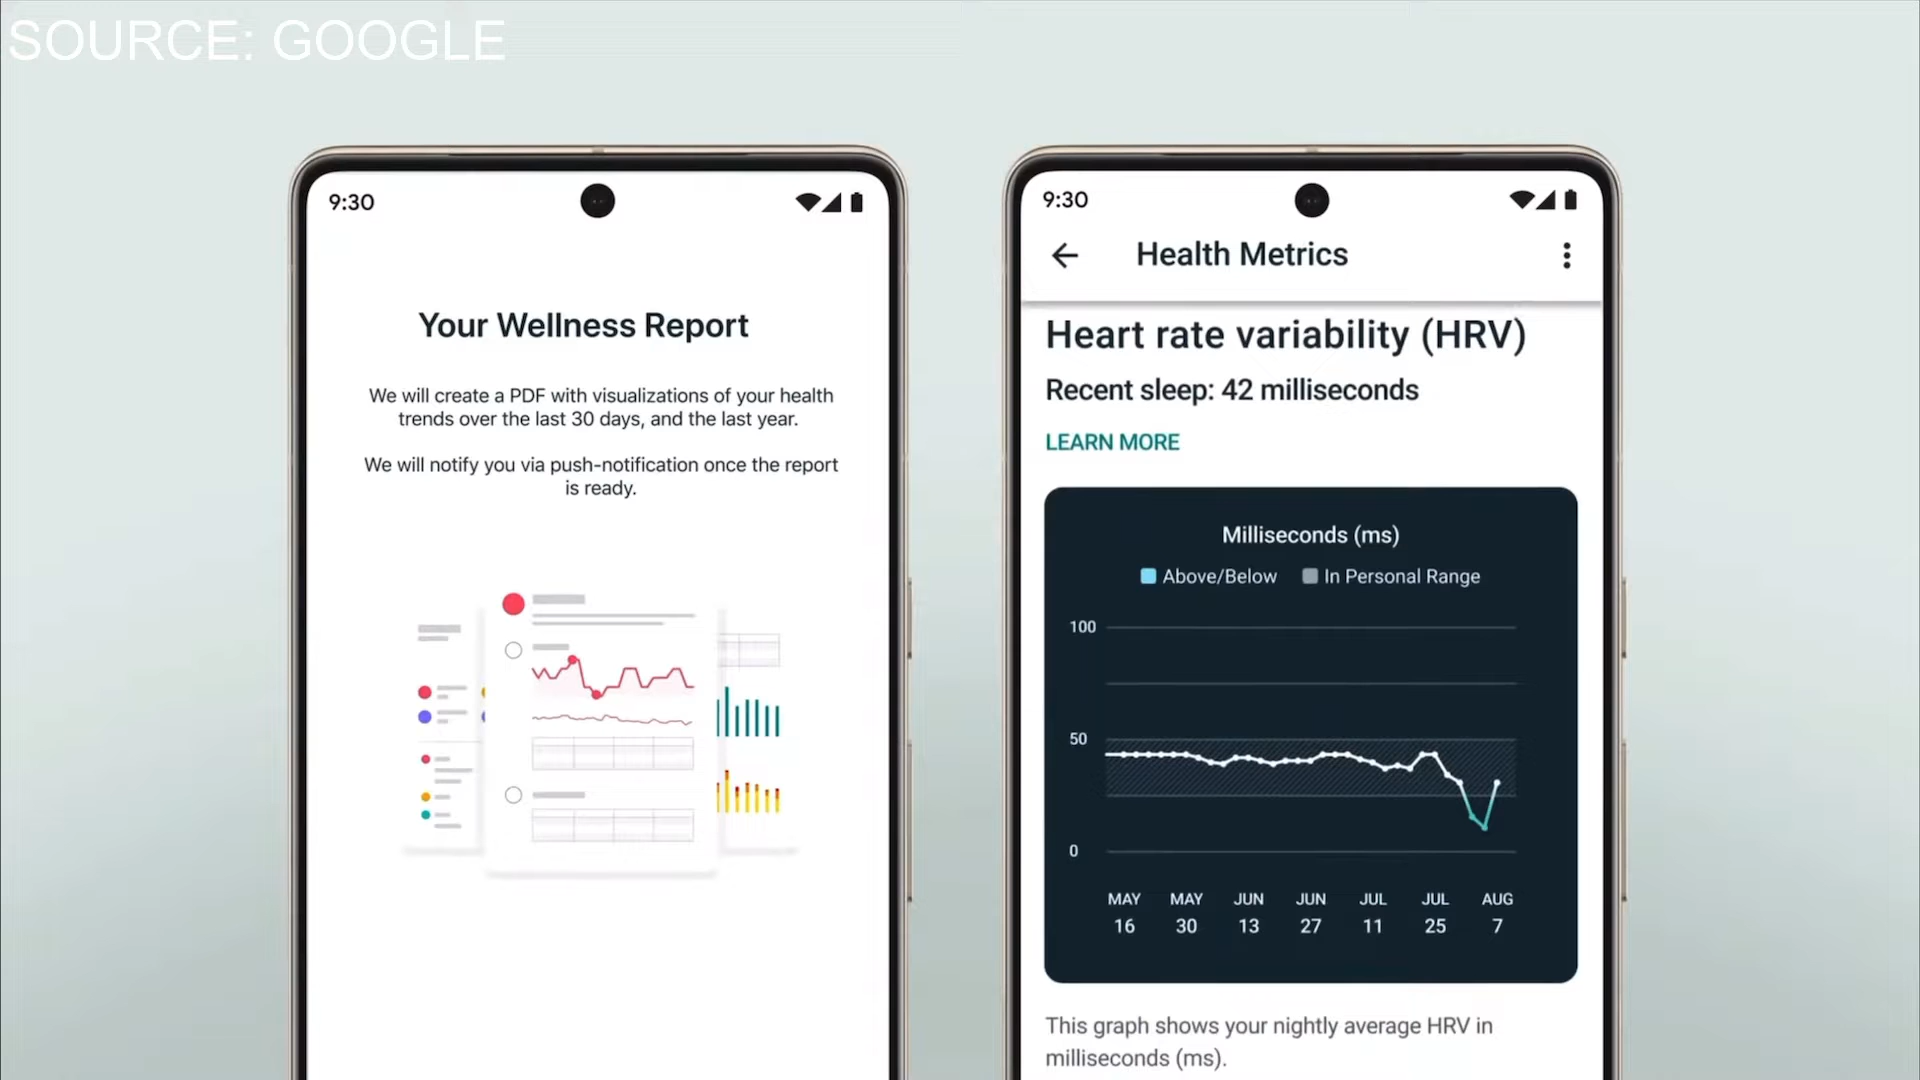 SOURCE: GOOGLE
9:30
Your Wellness Report
We will create a PDF with visualizations of your health
trends over the last 30 days, and the last year.
We will notify you via push-notification once the report
is ready.
9:30
Health Metrics
Heart rate variability (HRV)
Recent sleep: 42 milliseconds
LEARN MORE
Milliseconds (ms)
Above/Below In Personal Range
100
50
0
MAY MAY JUN JUN JUL JUL AUG
16 30 13 27 11 25 7
This graph shows your nightly average HRV in
milliseconds (ms).